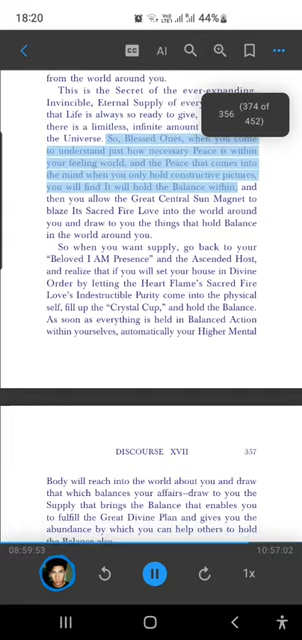 18:20
Vo)) LTE1
44%
CC
AI
from the world around you.
This is the Secret of the ever-expanding,
Invincible, Eternal Supply of every
that Life is always so ready to give,
there is a limitless, infinite amount
the Universe. So, Blessed Ones, when you come
to understand just how necessary Peace is within
your feeling world, and the Peace that comes into
the mind when you only hold constructive pictures,
you will find It will hold the Balance within, and
then you allow the Great Central Sun Magnet to
blaze Its Sacred Fire Love into the world around
you and draw to you the things that hold Balance
in the world around you.
So when you want supply, go back to your
“Beloved I AM Presence” and the Ascended Host,
and realize that if you will set your house in Divine
Order by letting the Heart Flame’s Sacred Fire
Love’s Indestructible Purity come into the physical
self, fill up the “Crystal Cup,” and hold the Balance.
As soon as everything is held in Balanced Action
within yourselves, automatically your Higher Mental
356
(374 of
452)
DISCOURSE XVII
357
Body will reach into the world about you and draw
that which balances your affairs–draw to you the
Supply that brings the Balance that enables you
to fulfill the Great Divine Plan and gives you the
abundance by which you can help others to hold
the Balance also.
08:59:53
10:57:02
1x